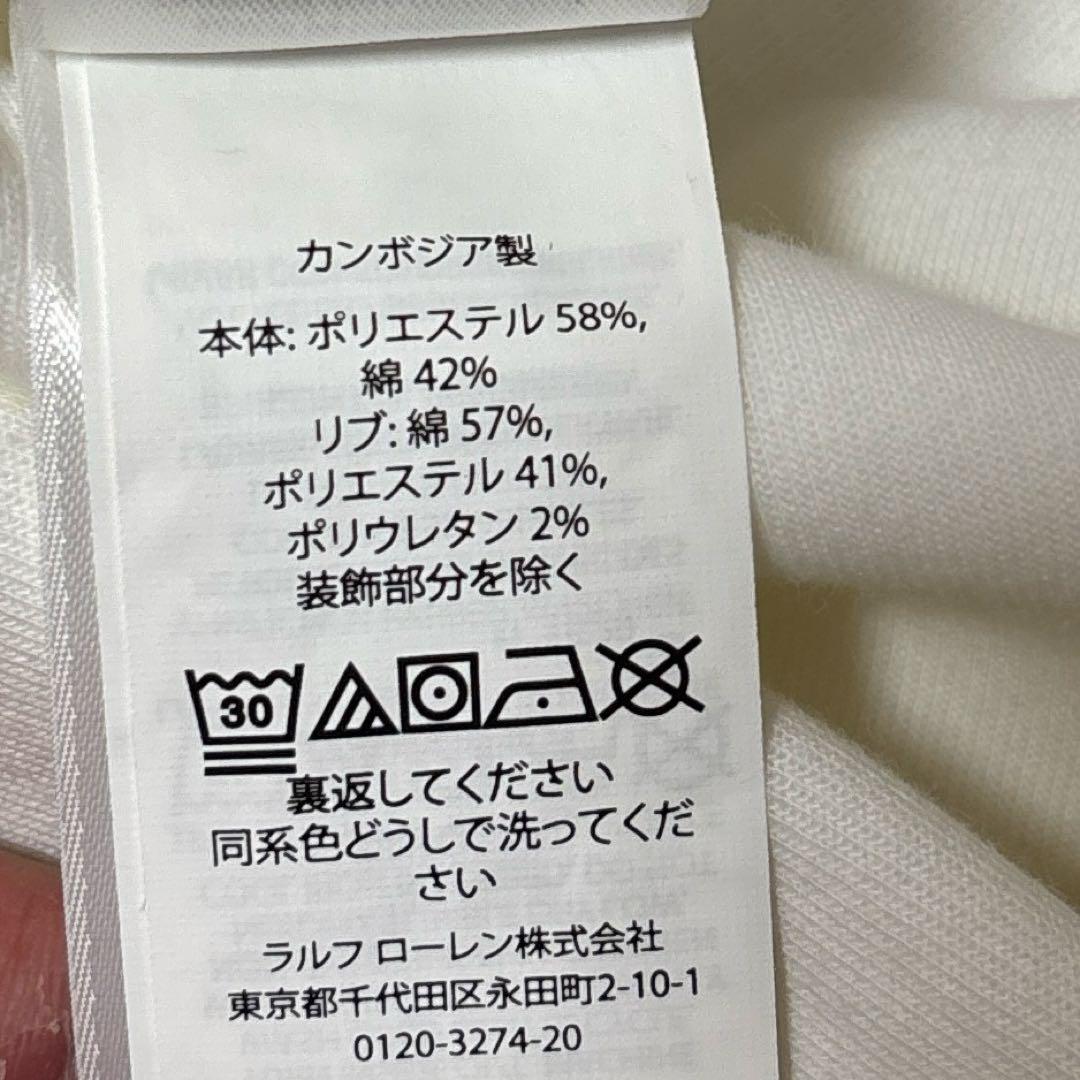 カンボジア製
本体: ポリエステル 58%,
綿 42%
リブ: 綿 57%,
ポリエステル 41%,
ポリウレタン 2%
装飾部分を除く
30
裏返してください
同系色どうしで洗ってくだ
さい
ラルフ ローレン株式会社
東京都千代田区永田町2-10-1
0120-3274-20